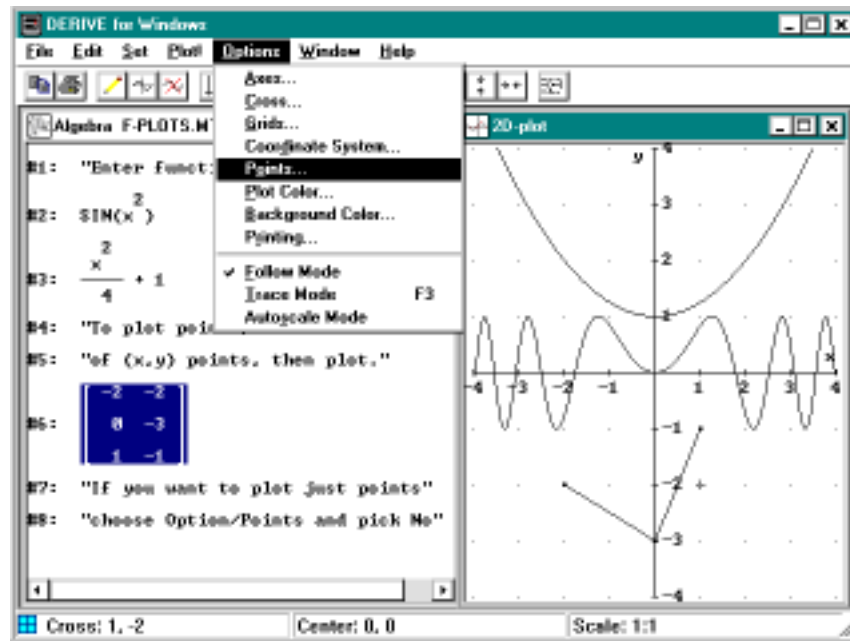 DERIVE for Windows
File Edit Set Plot! Options Window Help
Axes...
Cross...
Grids...
Coordinate System...
Points...
Plot Color...
Background Color...
Printing...
✓ Follow Mode
Trace Mode F3
Autoscale Mode
Algebra F-PLOTS.MT
#1: "Enter funct
#2: SIN(x²)
#3: x²/4 + 1
#4: "To plot poin
#5: "of (x,y) points, then plot."
#6: -2 -2
0 -3
1 -1
#7: "If you want to plot just points"
#8: "choose Option/Points and pick No"
2D-plot
y 4
3
2
1
x
-4 -3 -2 -1 1 2 3 4
-1
-2
-3
-4
Cross: 1, -2 Center: 0, 0 Scale: 1:1